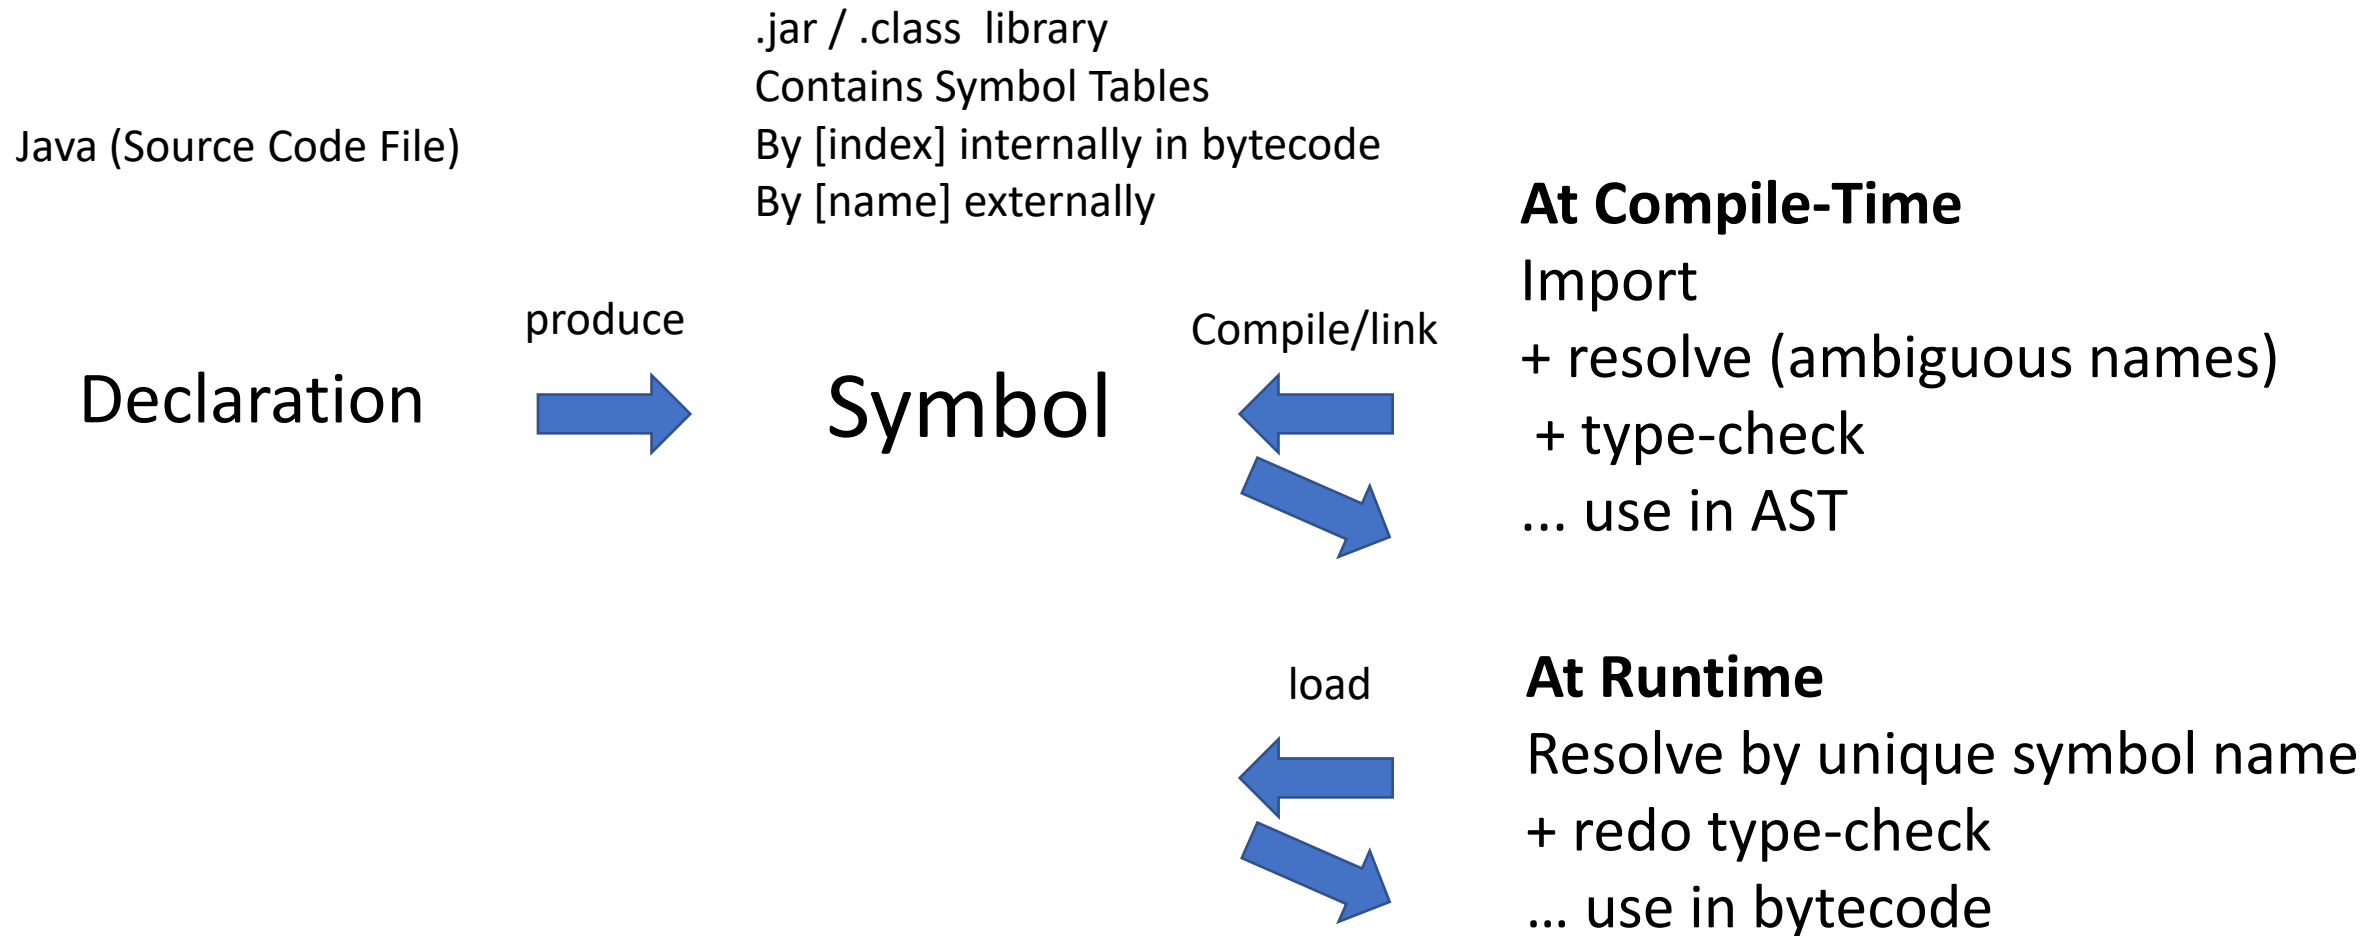 Java (Source Code File)
.jar / .class  library
Contains Symbol Tables
By [index] internally in bytecode
By [name] externally
Declaration
produce
Symbol
Compile/link
At Compile-Time
Import
+ resolve (ambiguous names)
+ type-check
... use in AST
load
At Runtime
Resolve by unique symbol name
+ redo type-check
... use in bytecode